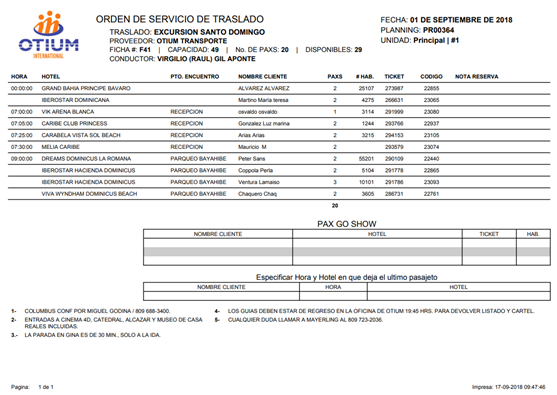 OTIUM
INTERNATIONAL
ORDEN DE SERVICIO DE TRASLADO
TRASLADO: EXCURSION SANTO DOMINGO
PROVEEDOR: OTIUM TRANSPORTE
FICHA #: F41 | CAPACIDAD: 49 | No. DE PAXS: 20 | DISPONIBLES: 29
CONDUCTOR: VIRGILIO (RAUL) GIL APONTE
FECHA: 01 DE SEPTIEMBRE DE 2018
PLANNING: PR00364
UNIDAD: Principal | #1
HORA HOTEL PTO. ENCUENTRO NOMBRE CLIENTE PAXS # HAB. TICKET CODIGO NOTA RESERVA
00:00:00 GRAND BAHIA PRINCIPE BAVARO ALVAREZ ALVAREZ 2 25107 273987 22855
IBEROSTAR DOMINICANA Martino Maria teresa 2 4275 266631 23065
07:00:00 VIK ARENA BLANCA RECEPCION osvaldo osvaldo 1 3114 291999 23080
07:05:00 CARIBE CLUB PRINCESS RECEPCION Gonzalez Luz marina 2 1244 293766 22937
07:25:00 CARABELA VISTA SOL BEACH RECEPCION Arias Arias 2 3215 294153 23105
07:30:00 MELIA CARIBE RECEPCION Mauricio M 2 293579 23074
09:00:00 DREAMS DOMINICUS LA ROMANA PARQUEO BAYAHIBE Peter Sans 2 55201 290109 22440
IBEROSTAR HACIENDA DOMINICUS PARQUEO BAYAHIBE Coppola Perla 2 5104 291778 22865
IBEROSTAR HACIENDA DOMINICUS PARQUEO BAYAHIBE Ventura Lamaiso 3 10101 291786 23093
VIVA WYNDHAM DOMINICUS BEACH PARQUEO BAYAHIBE Chaquero Chaq 2 3605 286731 22761
20
PAX GO SHOW
NOMBRE CLIENTE HOTEL TICKET HAB.
Especificar Hora y Hotel en que deja el ultimo pasajeto
NOMBRE CLIENTE HORA HOTEL
1- COLUMBUS CONF POR MIGUEL GODINA / 809 688-3400.
2- ENTRADAS A CINEMA 4D, CATEDRAL, ALCAZAR Y MUSEO DE CASA
REALES INCLUIDAS.
3.- LA PARADA EN GINA ES DE 30 MIN., SOLO A LA IDA.
4- LOS GUIAS DEBEN ESTAR DE REGRESO EN LA OFICINA DE OTIUM 19:45 HRS. PARA DEVOLVER LISTADO Y CARTEL.
5- CUALQUIER DUDA LLAMAR A MAYERLING AL 809 723-2036.
Pagina: 1 de 1
Impresa: 17-09-2018 09:47:46